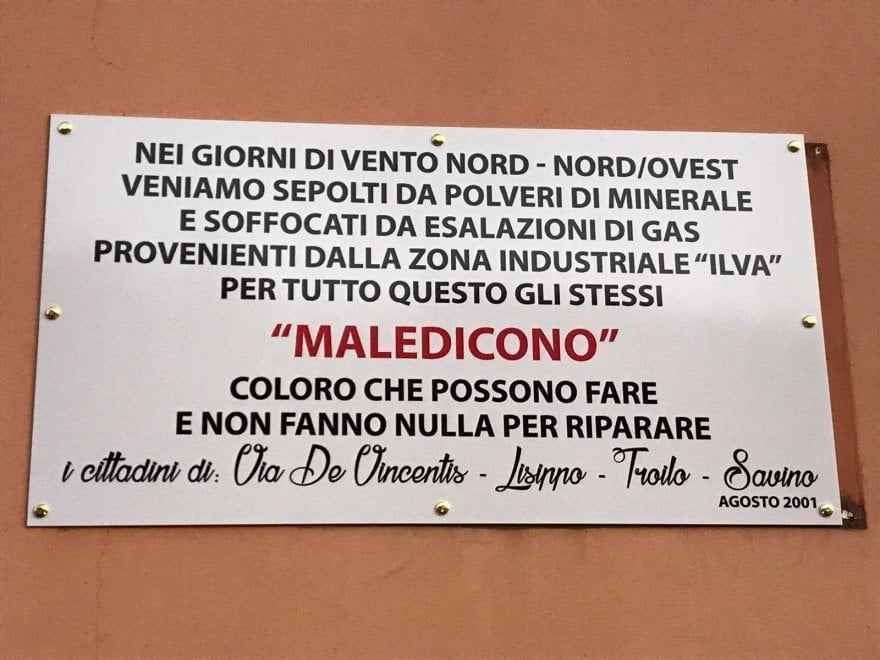 NEI GIORNI DI VENTO NORD - NORD/OVEST
VENIAMO SEPOLTI DA POLVERI DI MINERALE
E SOFFOCATI DA ESALAZIONI DI GAS
PROVENIENTI DALLA ZONA INDUSTRIALE “ILVA”
PER TUTTO QUESTO GLI STESSI
“MALEDICONO”
COLORO CHE POSSONO FARE
E NON FANNO NULLA PER RIPARARE
i cittadini di: Via De Vincentis - Lisippo - Troilo - Savino
AGOSTO 2001